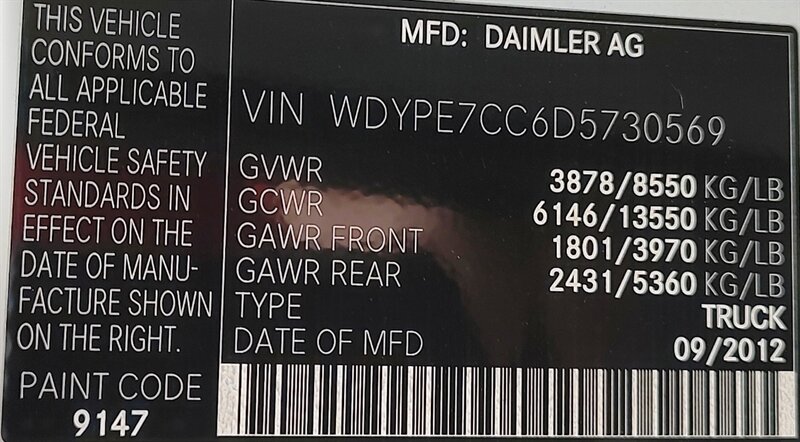 THIS VEHICLE
CONFORMS TO
ALL APPLICABLE
FEDERAL
VEHICLE SAFETY
STANDARDS IN
EFFECT ON THE
DATE OF MANU-
FACTURE SHOWN
ON THE RIGHT.
PAINT CODE
9147
MFD: DAIMLER AG
VIN WDYPE7CC6D5730569
GVWR 3878/8550 KG/LB
GCWR 6146/13550 KG/LB
GAWR FRONT 1801/3970 KG/LB
GAWR REAR 2431/5360 KG/LB
TYPE TRUCK
DATE OF MFD 09/2012